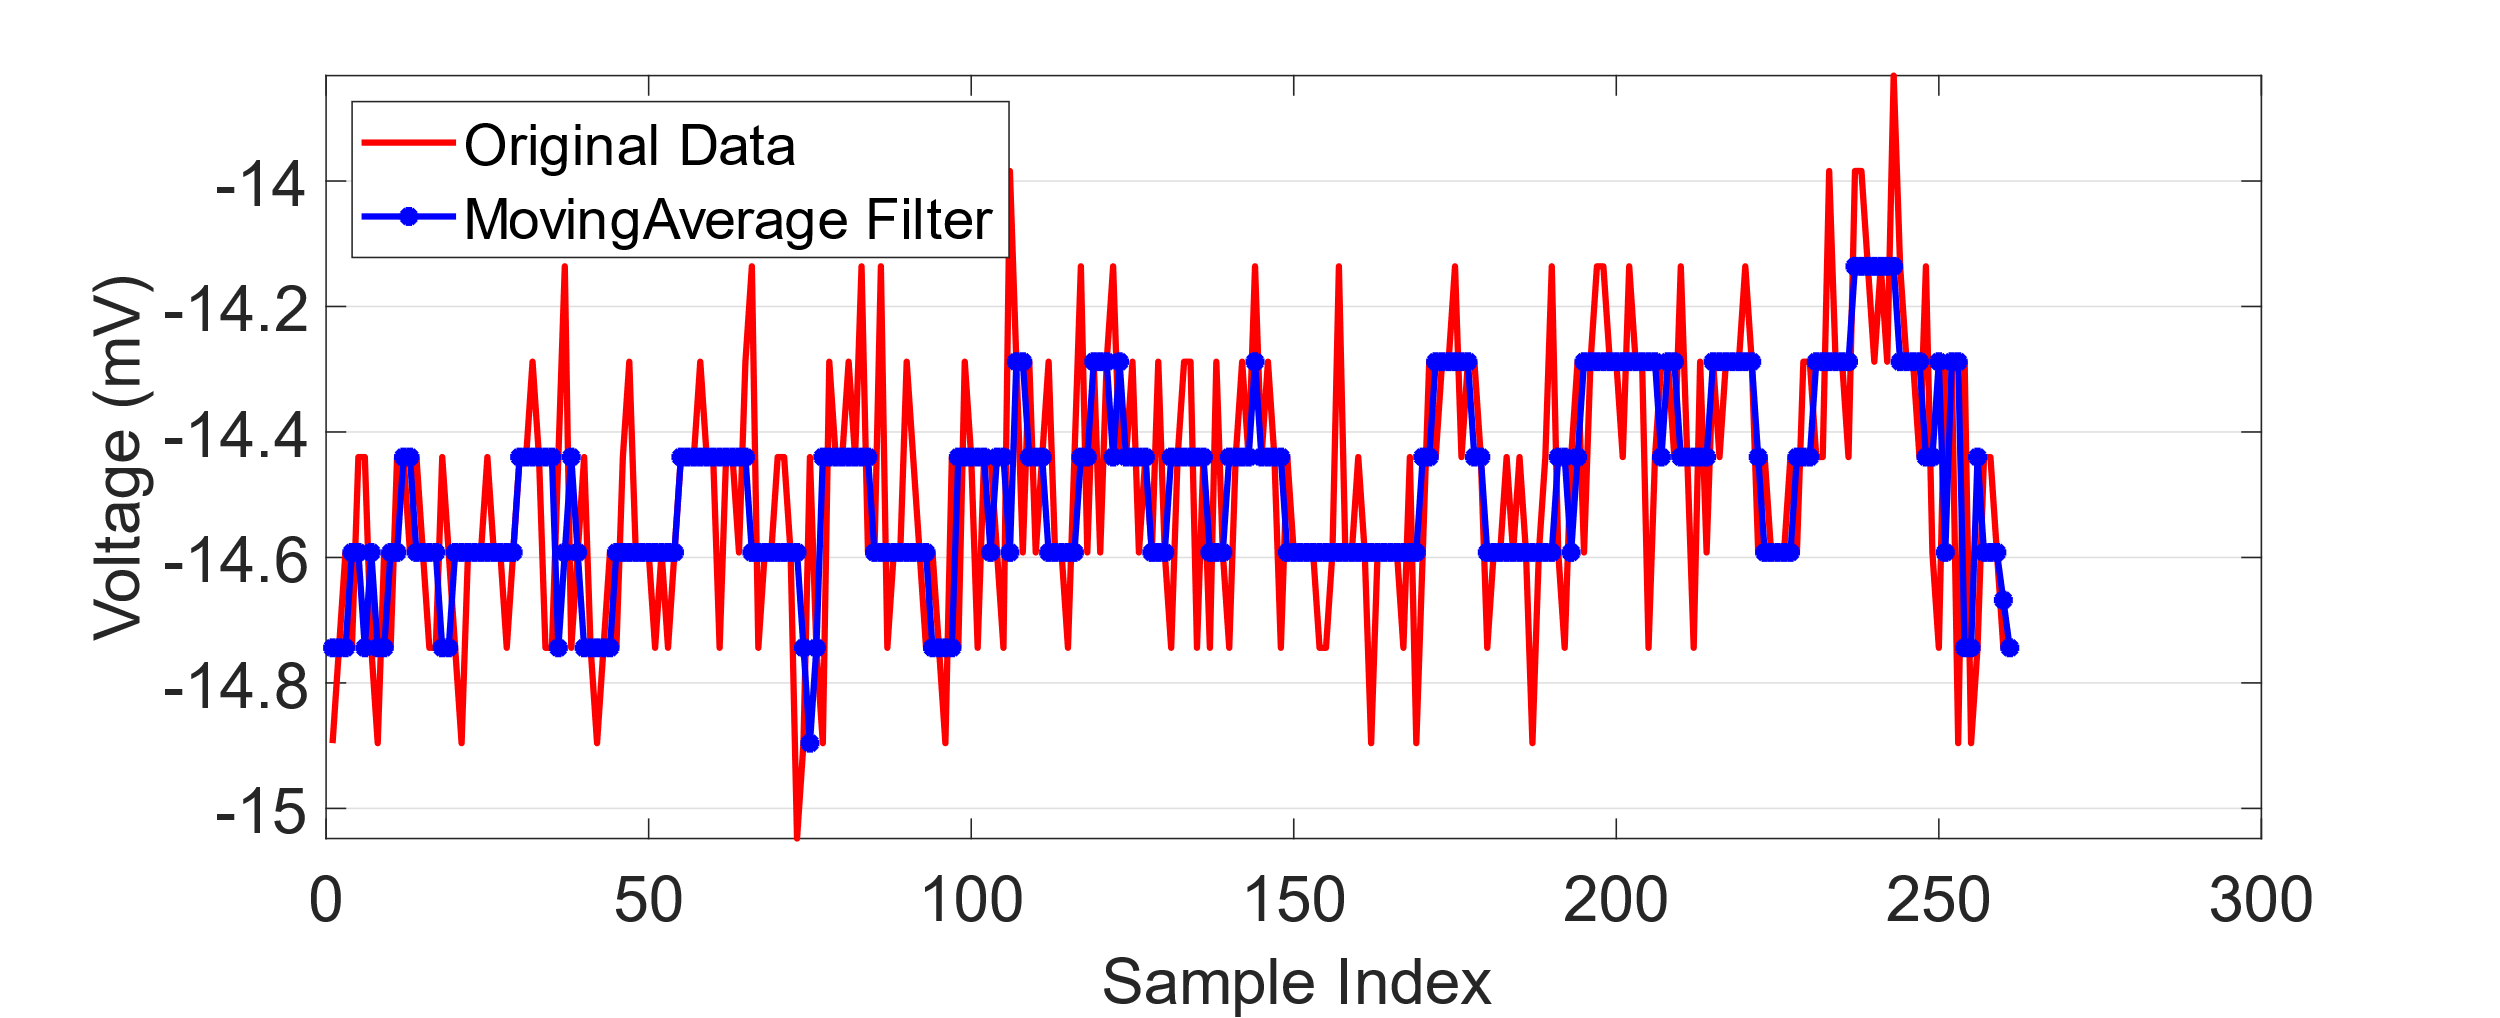 Original Data
MovingAverage Filter
-14
-14.2
-14.4
-14.6
-14.8
-15
Voltage (mV)
0 50 100 150 200 250 300
Sample Index